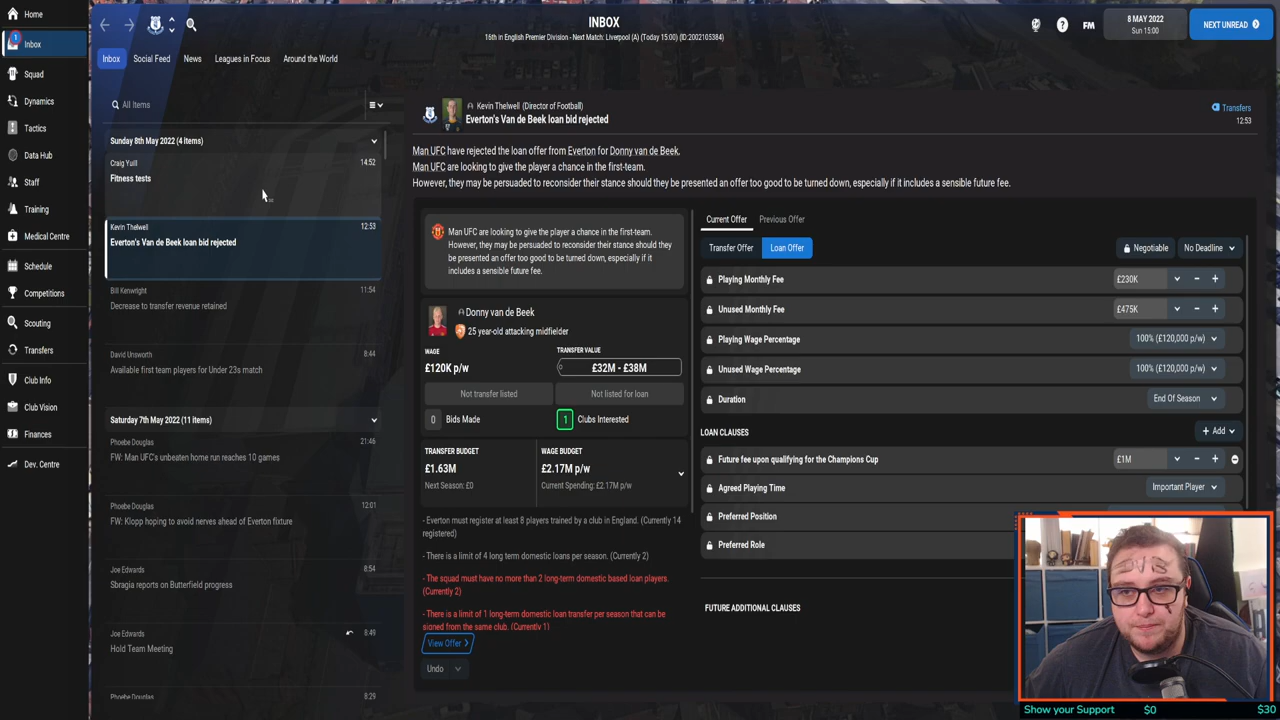 Home
Inbox
Squad
Dynamics
Tactics
Data Hub
Staff
Training
Medical Centre
Schedule
Competitions
Scouting
Transfers
Club Info
Club Vision
Finances
Dev. Centre
INBOX
16th in English Premier Division - Next Match: Liverpool (A) (Today 15:00) (ID:2002105384)
FM
8 MAY 2022
Sun 15:00
NEXT UNREAD
Inbox Social Feed News Leagues in Focus Around the World
All Items
Sunday 8th May 2022 (4 items)
Craig Yuill 14:52
Fitness tests
Kevin Thelwell 12:53
Everton's Van de Beek loan bid rejected
Bill Kenwright 11:54
Decrease to transfer revenue retained
David Unsworth 8:44
Available first team players for Under 23s match
Saturday 7th May 2022 (11 items)
Phoebe Douglas 21:46
FW: Man UFC's unbeaten home run reaches 10 games
Phoebe Douglas 12:01
FW: Klopp hoping to avoid nerves ahead of Everton fixture
Joe Edwards 8:54
Sbragia reports on Butterfield progress
Joe Edwards 8:49
Hold Team Meeting
Phoebe Douglas 8:29
Kevin Thelwell (Director of Football)
Everton's Van de Beek loan bid rejected
Transfers
12:53
Man UFC have rejected the loan offer from Everton for Donny van de Beek.
Man UFC are looking to give the player a chance in the first-team.
However, they may be persuaded to reconsider their stance should they be presented an offer too good to be turned down, especially if it includes a sensible future fee.
Man UFC are looking to give the player a chance in the first-team.
However, they may be persuaded to reconsider their stance should they
be presented an offer too good to be turned down, especially if it
includes a sensible future fee.
Donny van de Beek
25 year-old attacking midfielder
WAGE
£120K p/w
TRANSFER VALUE
£32M - £38M
Not transfer listed
Not listed for loan
0 Bids Made
1 Clubs Interested
TRANSFER BUDGET
£1.63M
Next Season: £0
WAGE BUDGET
£2.17M p/w
Current Spending: £2.17M p/w
- Everton must register at least 8 players trained by a club in England. (Currently 14
registered)
- There is a limit of 4 long term domestic loans per season. (Currently 2)
- The squad must have no more than 2 long-term domestic based loan players.
(Currently 2)
- There is a limit of 1 long-term domestic loan transfer per season that can be
signed from the same club. (Currently 1)
View Offer
Undo
Current Offer Previous Offer
Transfer Offer Loan Offer Negotiable No Deadline
Playing Monthly Fee £230K
Unused Monthly Fee £475K
Playing Wage Percentage 100% (£120,000 p/w)
Unused Wage Percentage 100% (£120,000 p/w)
Duration End Of Season
LOAN CLAUSES + Add
Future fee upon qualifying for the Champions Cup £1M
Agreed Playing Time Important Player
Preferred Position
Preferred Role
FUTURE ADDITIONAL CLAUSES
Show your Support $0 $30